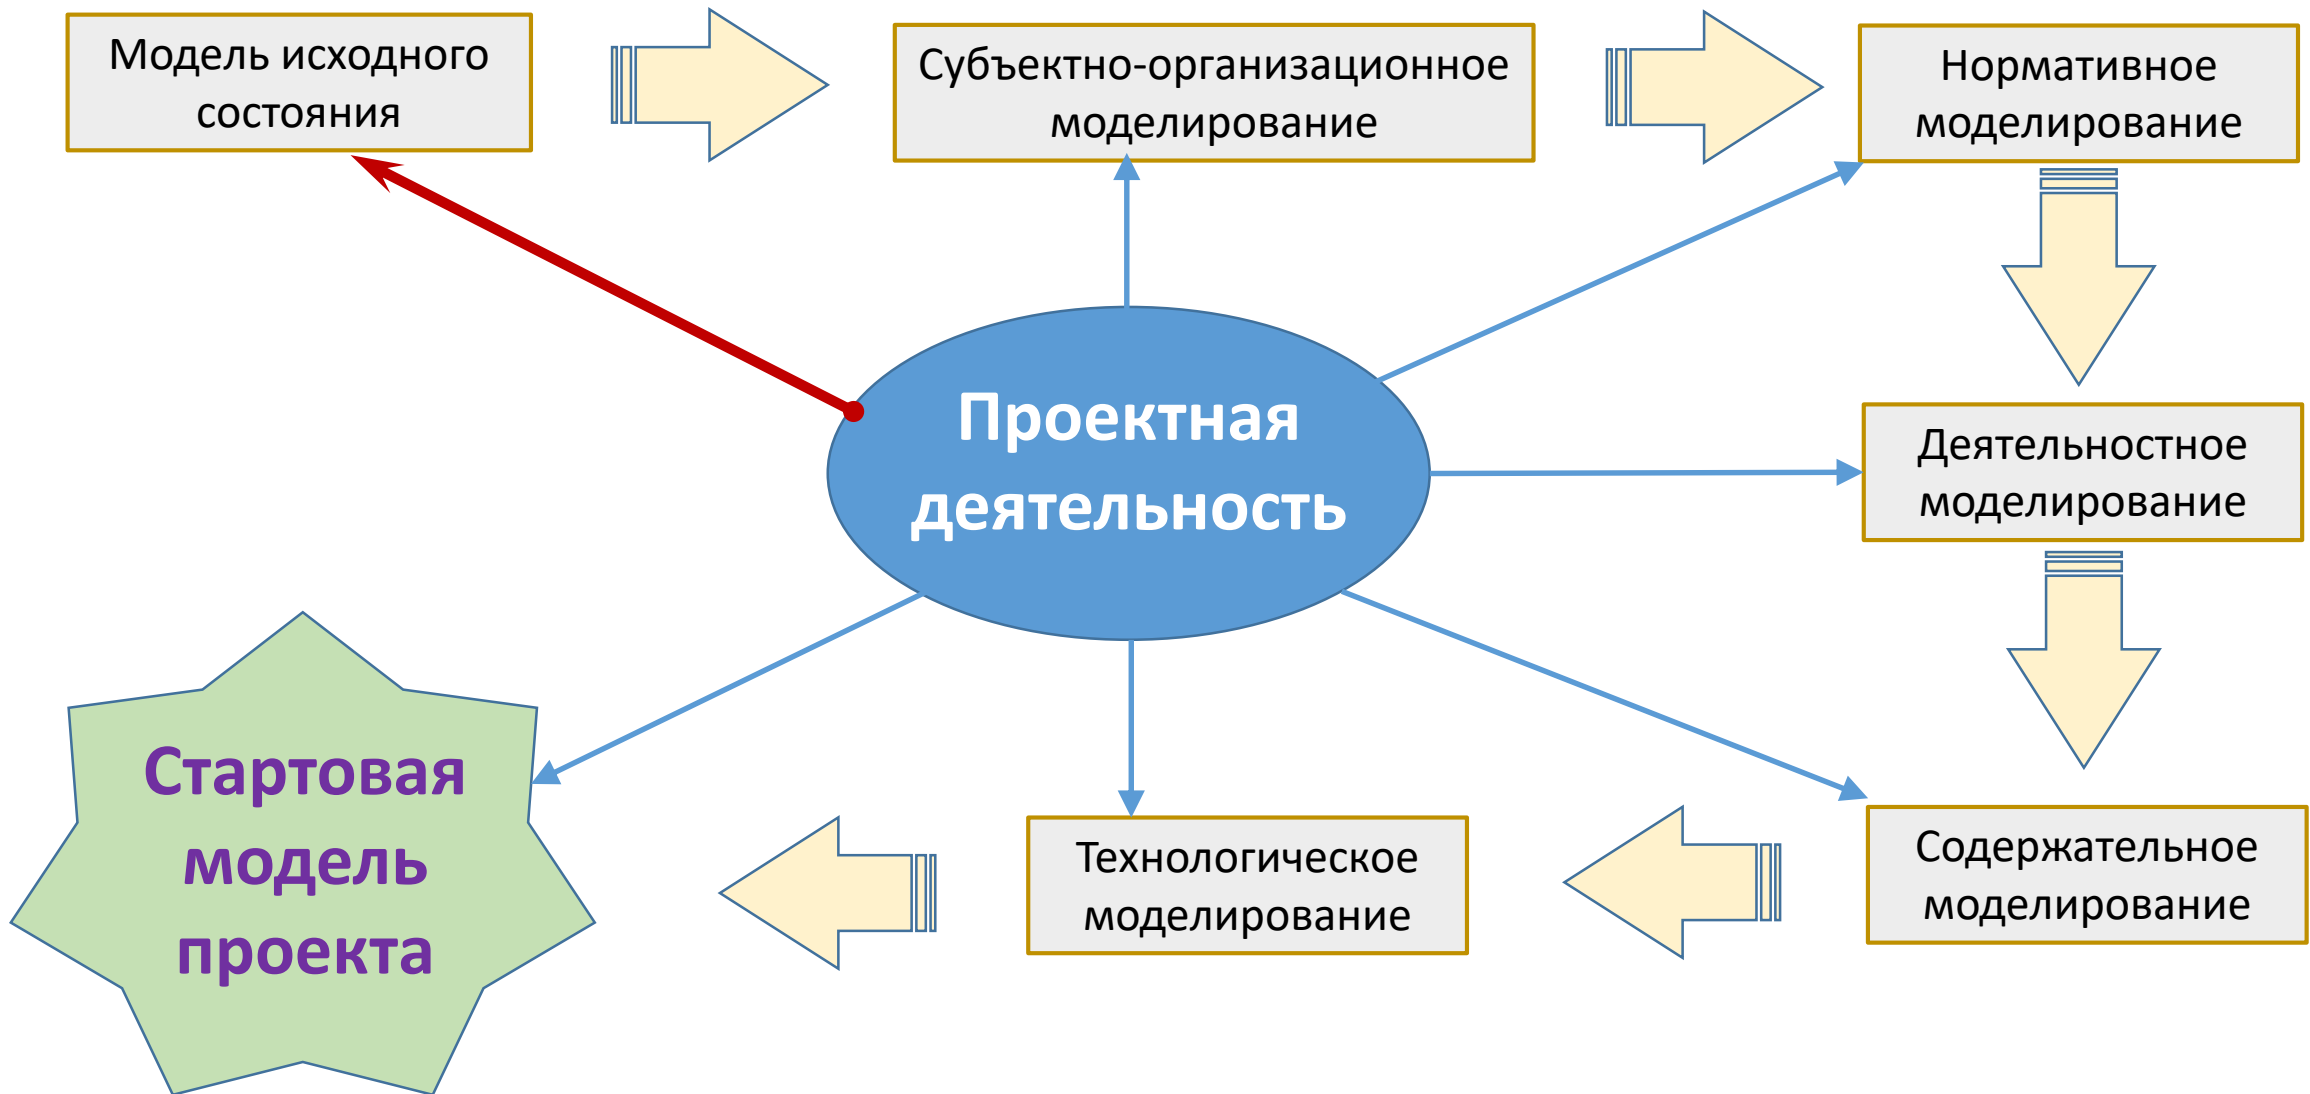 Модель исходного
состояния
Субъектно-организационное
моделирование
Нормативное
моделирование
Проектная
деятельность
Деятельностное
моделирование
Стартовая
модель
проекта
Технологическое
моделирование
Содержательное
моделирование